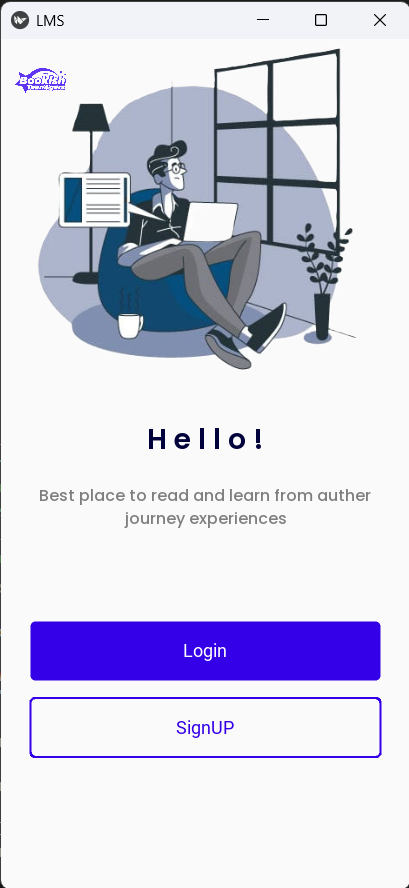 LMS
Bookish
Hello!
Best place to read and learn from auther
journey experiences
Login
SignUP